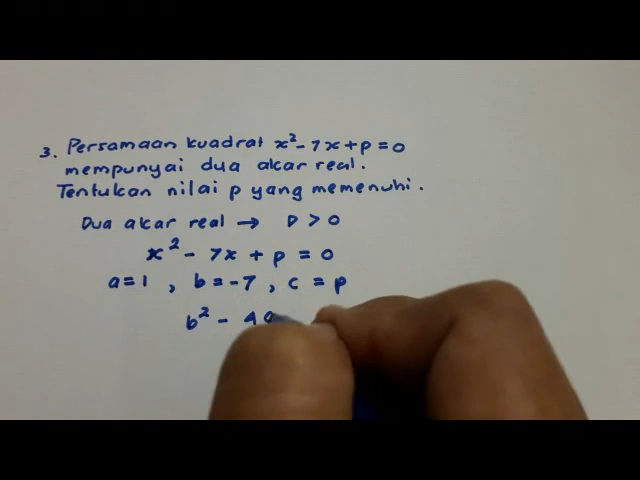 3. Persamaan kuadrat x² - 7x + p = 0
mempunyai dua akar real.
Tentukan nilai p yang memenuhi.
Dua akar real → D > 0
x² - 7x + p = 0
a = 1, b = -7, c = p
b² - 4a